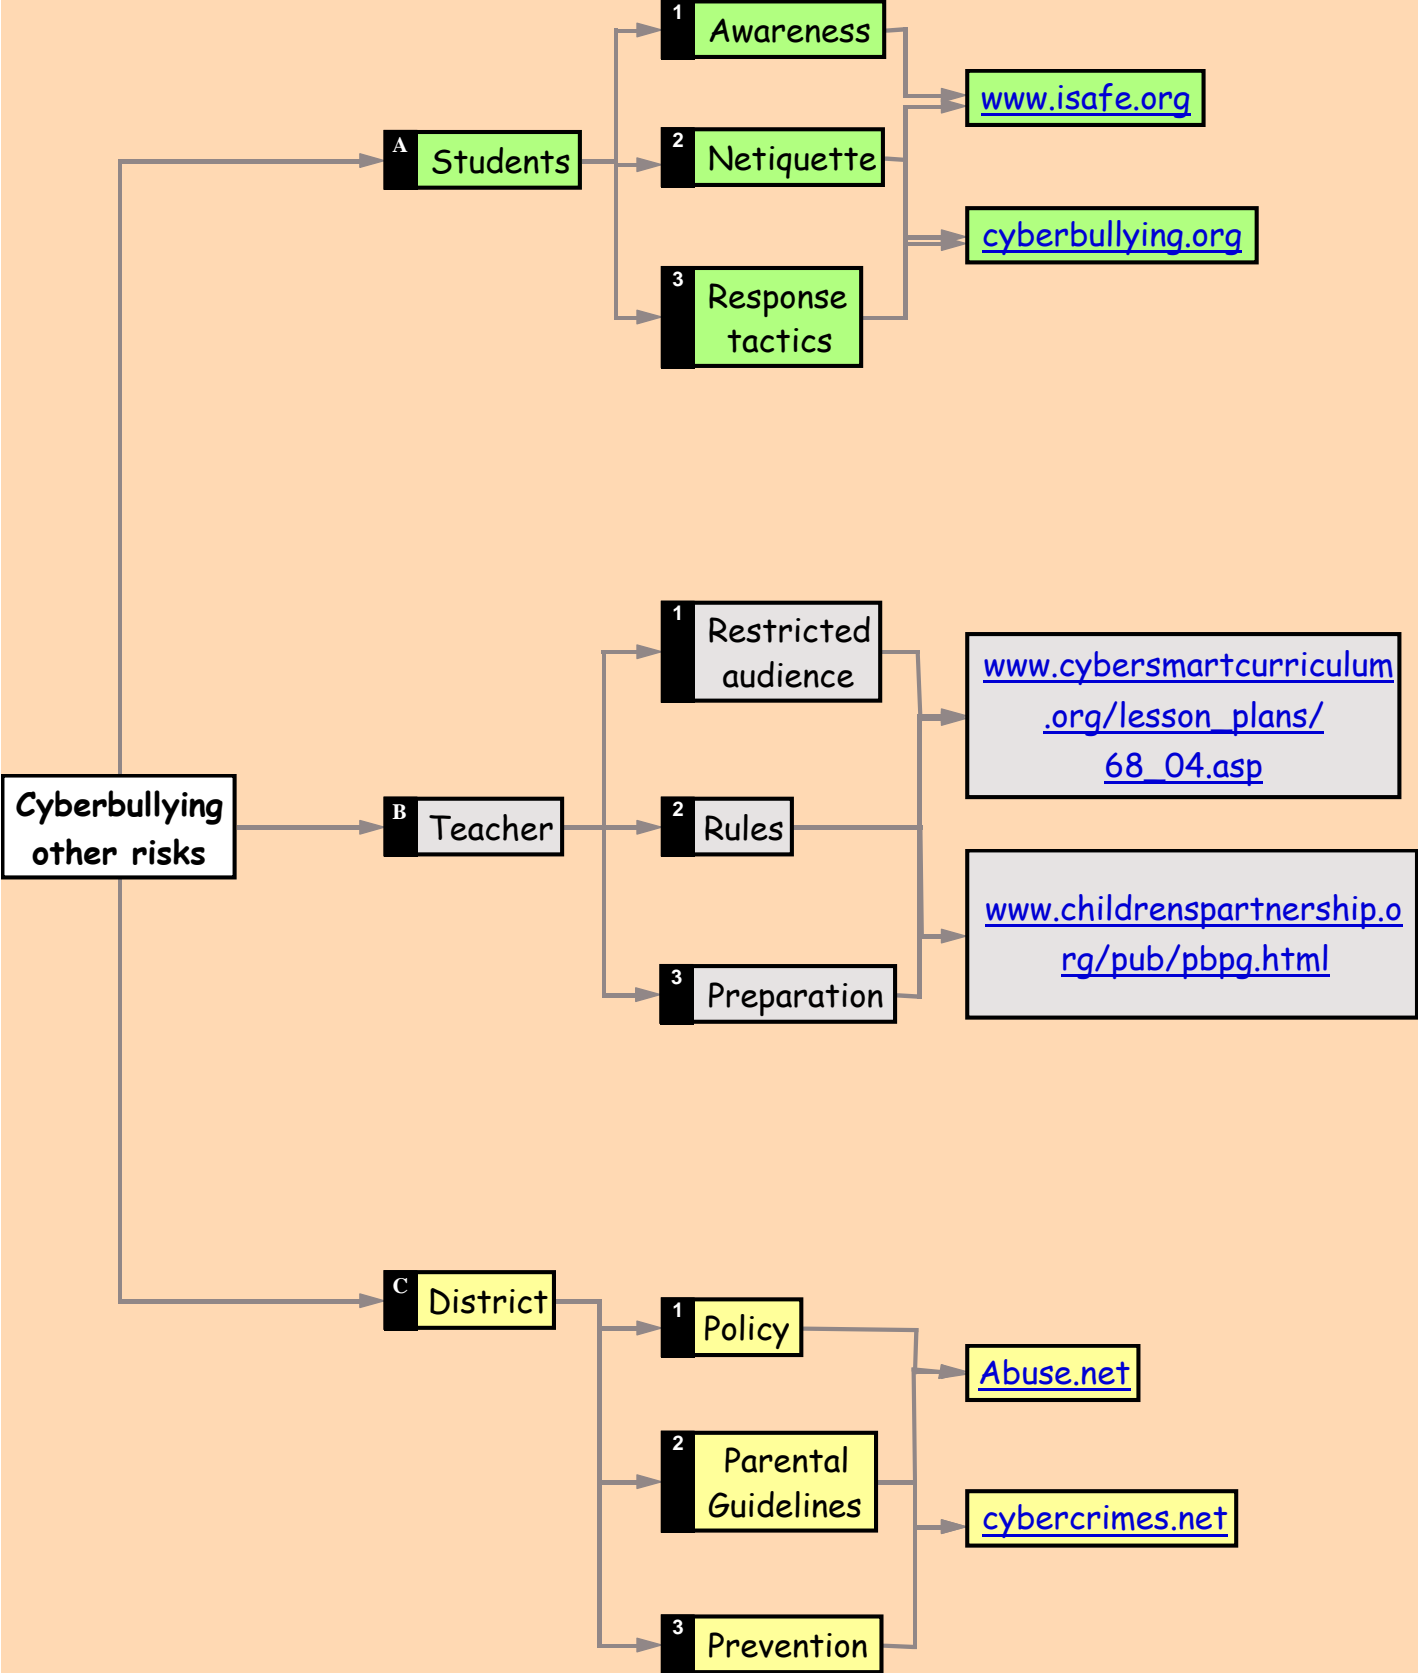 1
Awareness
www.isafe.org
A
Students
2
Netiquette
cyberbullying.org
3
Response
tactics
1
Restricted
audience
www.cybersmartcurriculum
.org/lesson_plans/
68_04.asp
Cyberbullying
other risks
B
Teacher
2
Rules
www.childrenspartnership.o
rg/pub/pbpg.html
3
Preparation
C
District
1
Policy
Abuse.net
2
Parental
Guidelines
cybercrimes.net
3
Prevention